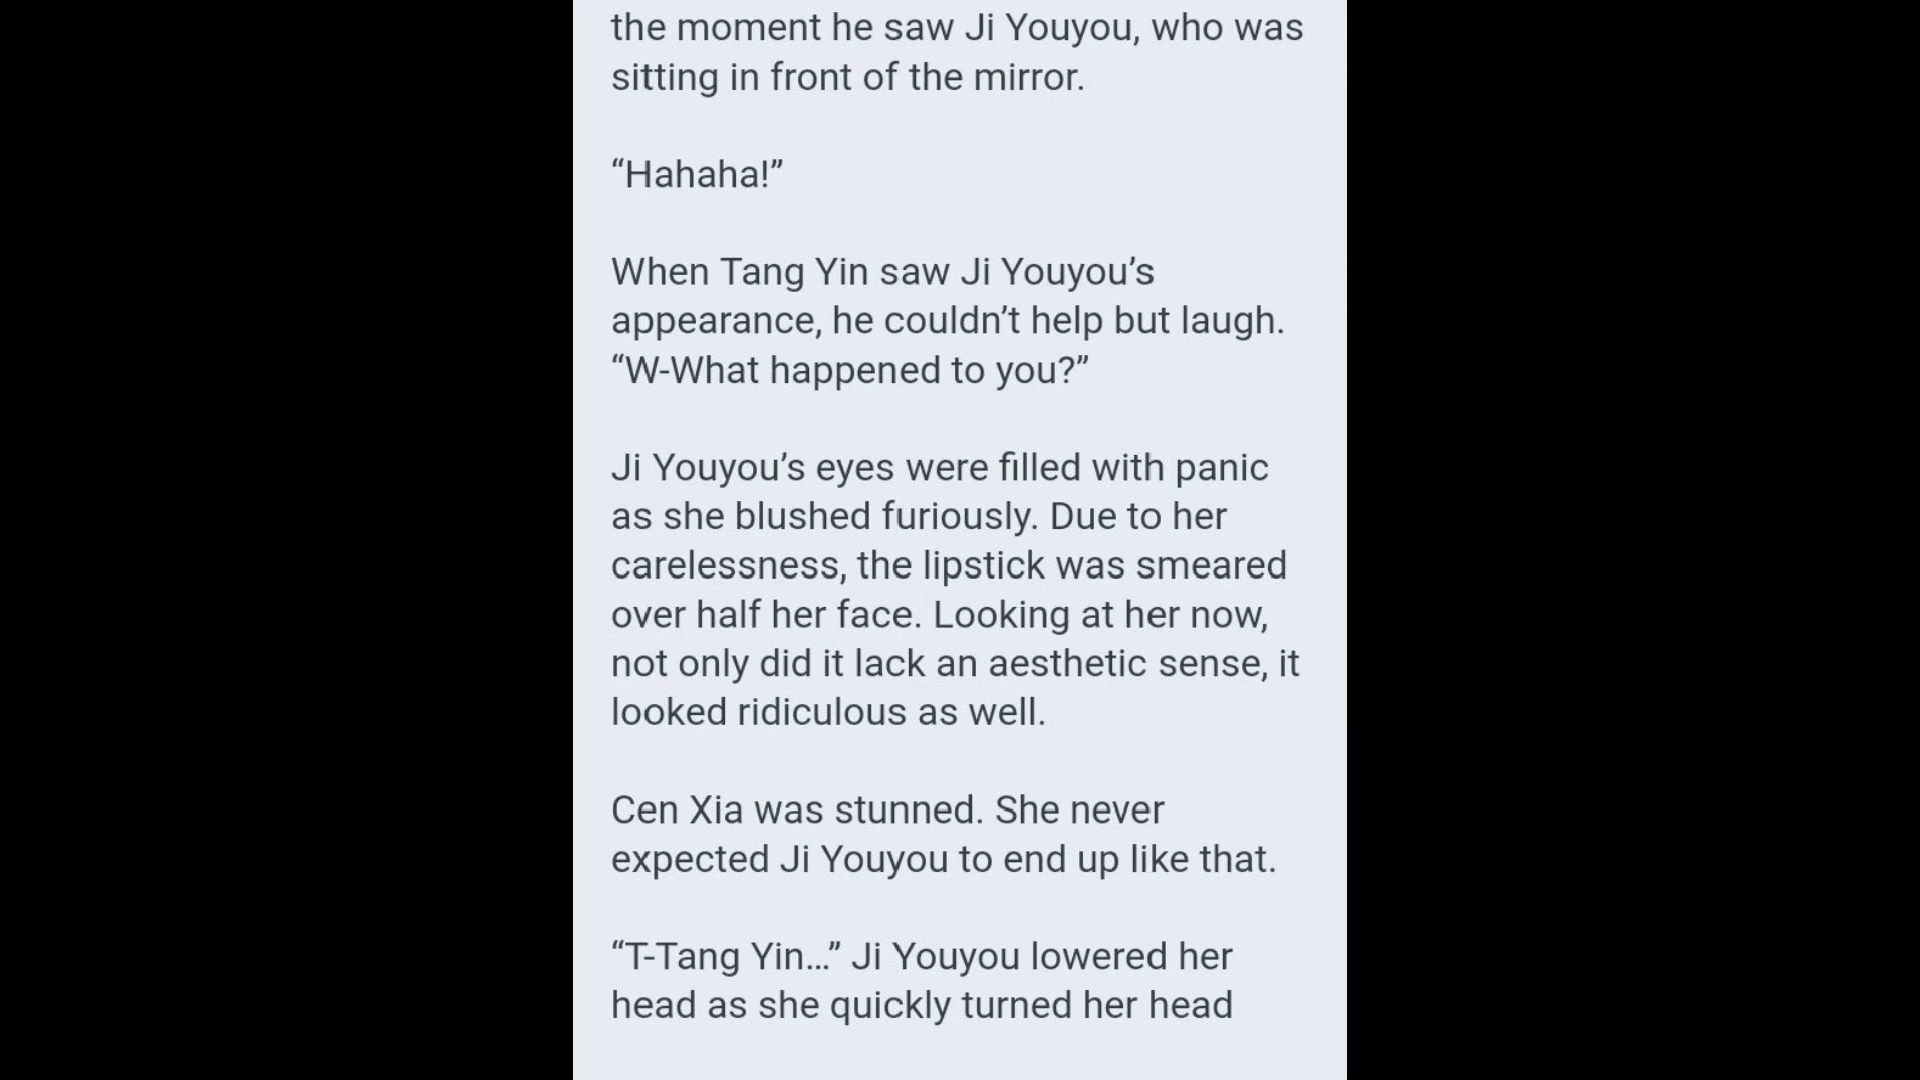 the moment he saw Ji Youyou, who was
sitting in front of the mirror.
“Hahaha!”
When Tang Yin saw Ji Youyou’s
appearance, he couldn’t help but laugh.
“W-What happened to you?”
Ji Youyou’s eyes were filled with panic
as she blushed furiously. Due to her
carelessness, the lipstick was smeared
over half her face. Looking at her now,
not only did it lack an aesthetic sense, it
looked ridiculous as well.
Cen Xia was stunned. She never
expected Ji Youyou to end up like that.
“T-Tang Yin…” Ji Youyou lowered her
head as she quickly turned her head